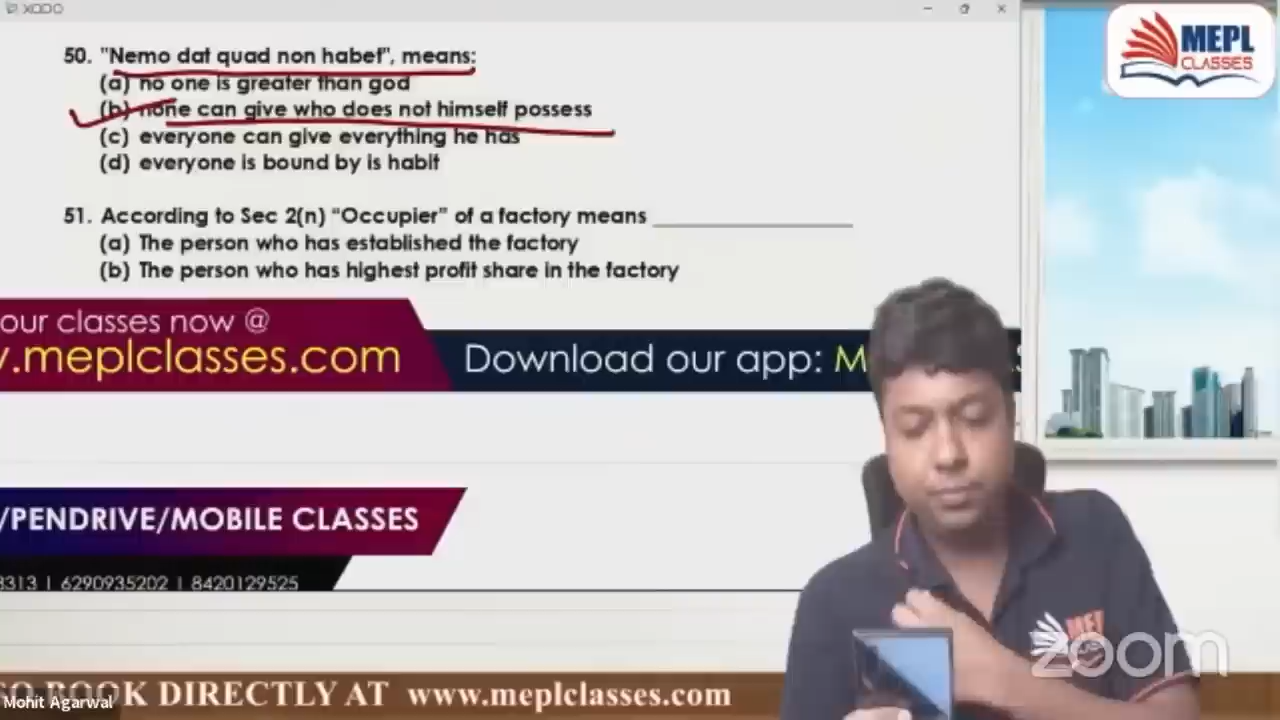 XODO
MEPL
CLASSES
50. "Nemo dat quad non habet", means:
(a) no one is greater than god
(b) none can give who does not himself possess
(c) everyone can give everything he has
(d) everyone is bound by is habit
51. According to Sec 2(n) “Occupier” of a factory means ____________________
(a) The person who has established the factory
(b) The person who has highest profit share in the factory
our classes now @
.meplclasses.com
Download our app: M
/PENDRIVE/MOBILE CLASSES
3313 | 6290935202 | 8420129525
zoom
BOOK DIRECTLY AT www.meplclasses.com
Mohit Agarwal